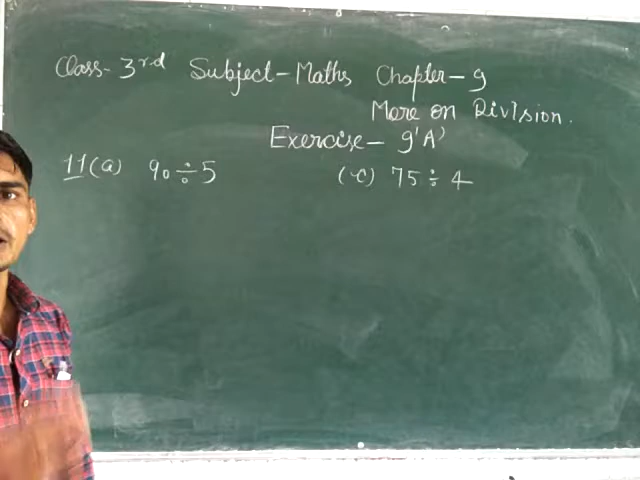 Class- 3rd Subject-Maths Chapter-9
More on Division.
Exercise- 9'A'
11(a) 90÷5 (c) 75÷4